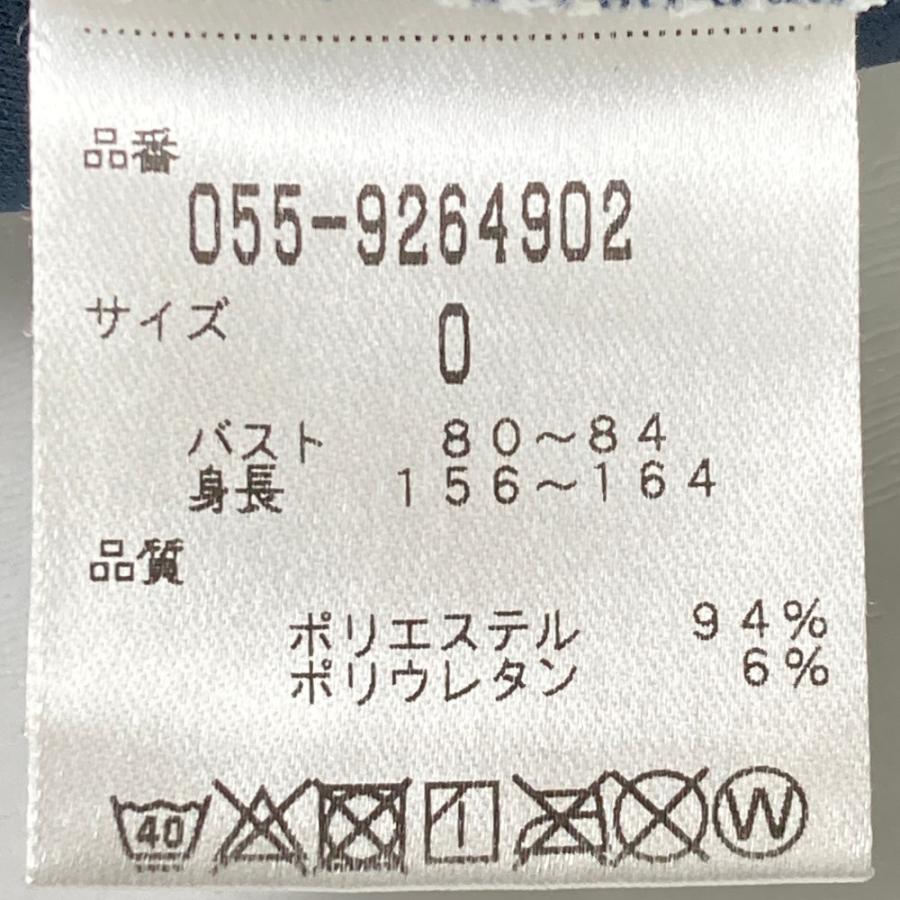 品番
055-9264902
サイズ
0
バスト 80～84
身長 156～164
品質
ポリエステル 94%
ポリウレタン 6%
40 W